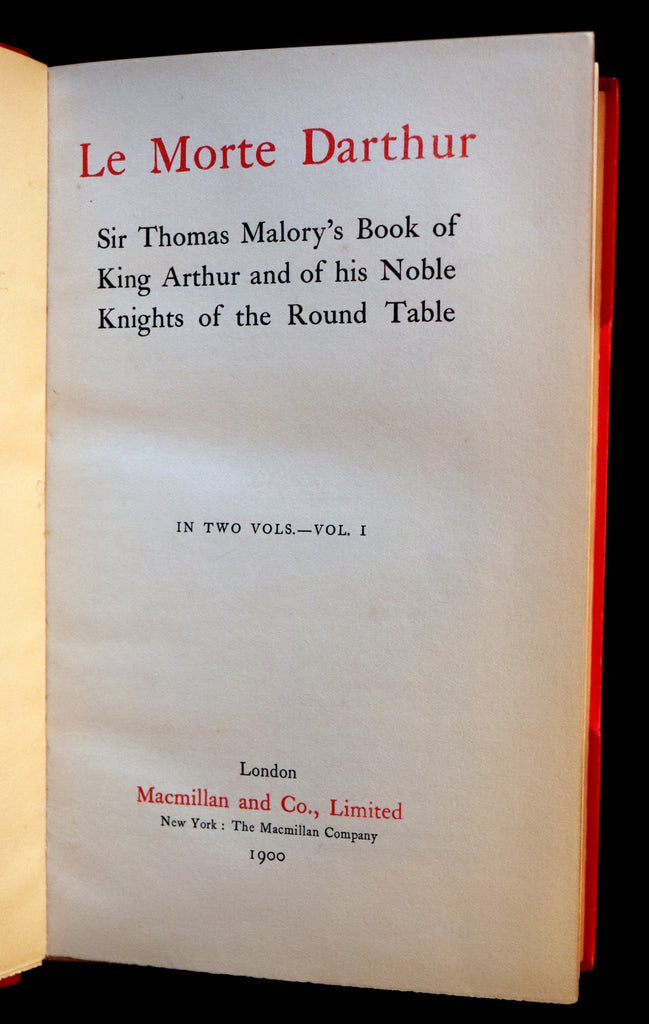 Le Morte Darthur
Sir Thomas Malory's Book of
King Arthur and of his Noble
Knights of the Round Table
IN TWO VOLS.—VOL. I
London
Macmillan and Co., Limited
New York : The Macmillan Company
1900